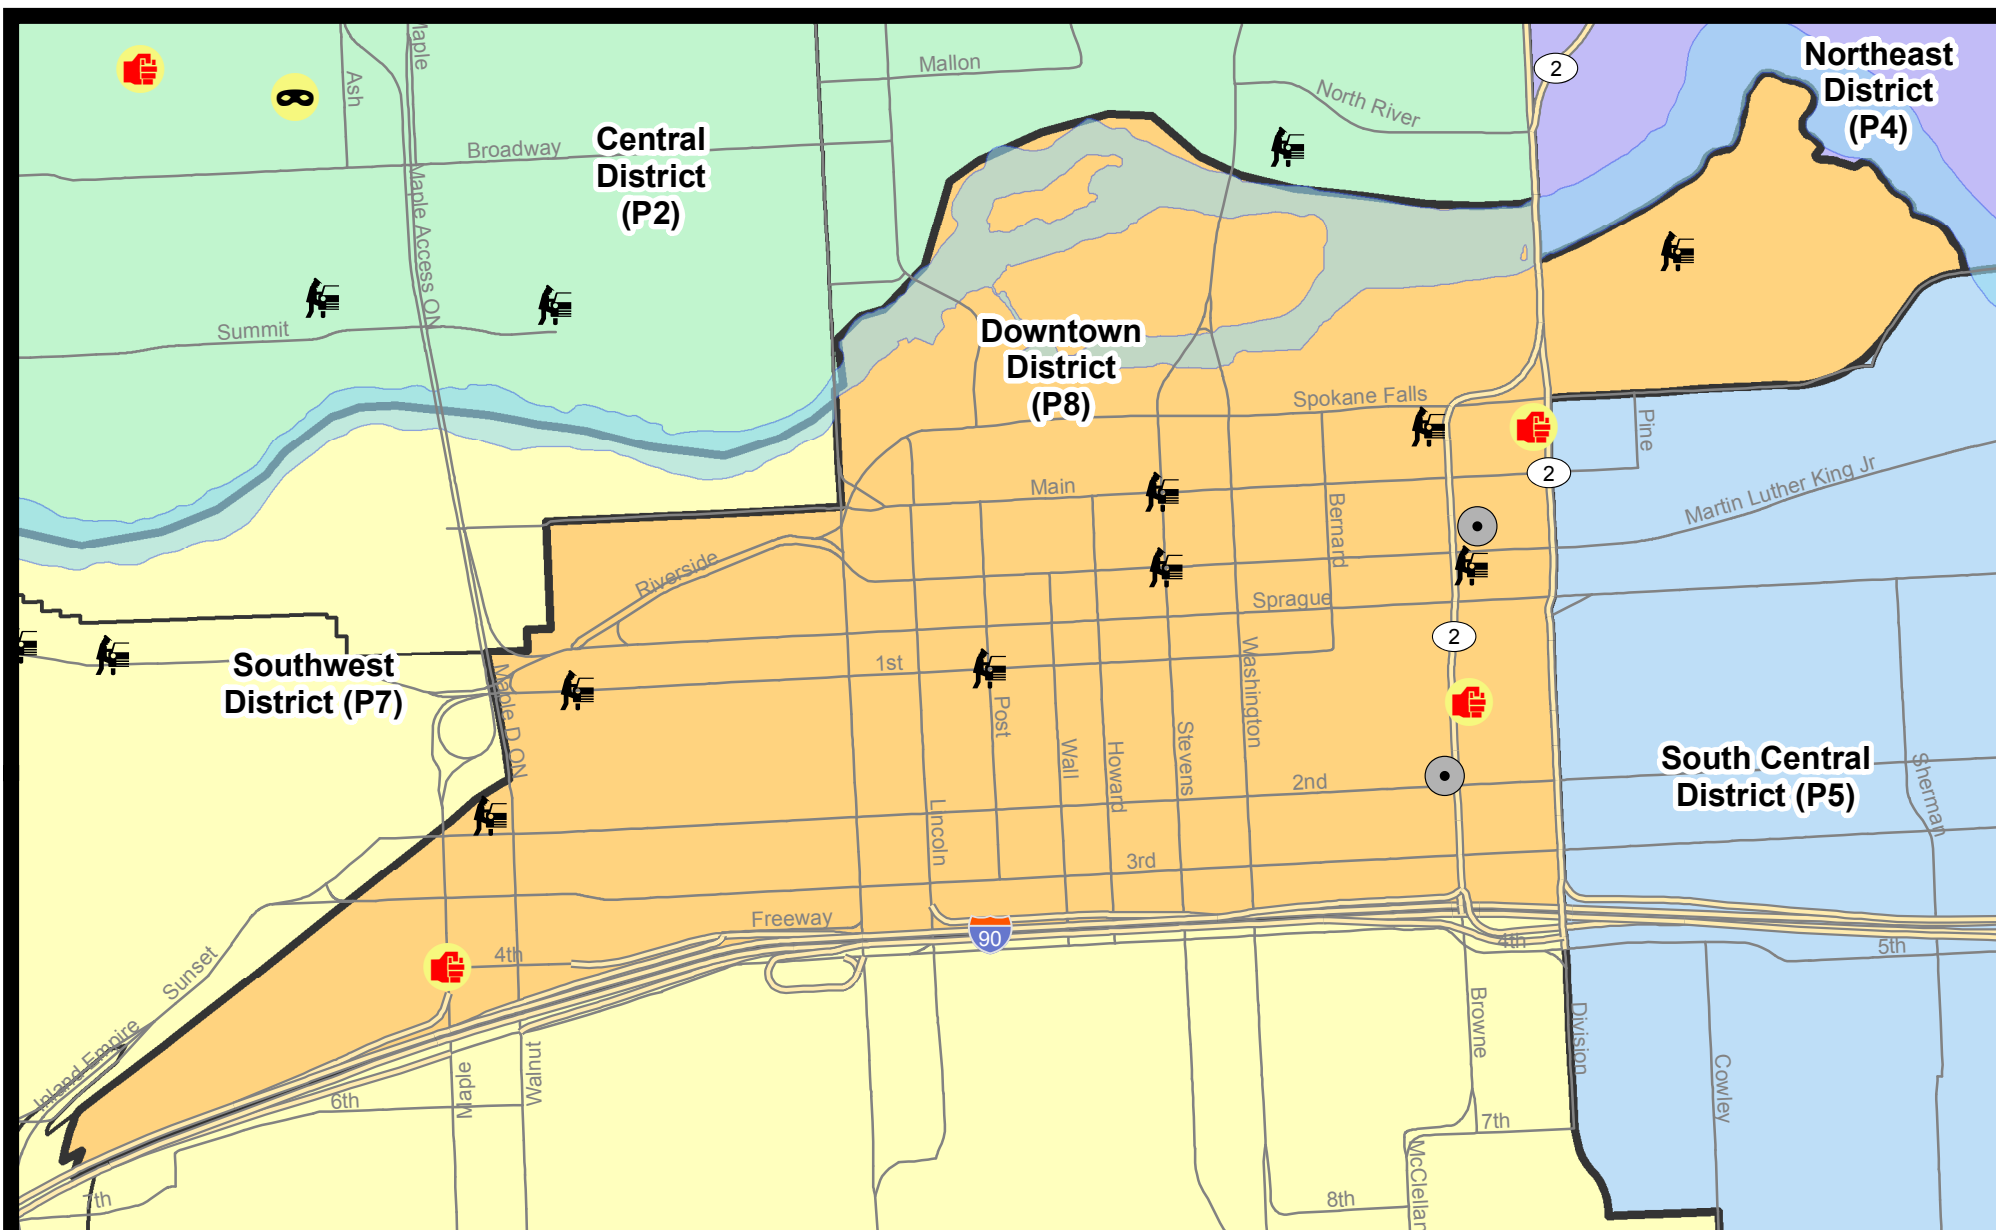 Maple
Ash
Mallon
2
Northeast
District
(P4)
North River
Broadway
Central
District
(P2)
Maple Access ON
Summit
Downtown
District
(P8)
Spokane Falls
Pine
2
Main
Bernard
Martin Luther King Jr
Riverside
Sprague
2
Southwest
District (P7)
1st
Maple D ON
Post
Wall
Howard
Stevens
Washington
2nd
South Central
District (P5)
Sherman
Lincoln
3rd
Freeway
90
4th
4th
5th
Sunset
Inland Empire
6th
Maple
Walnut
Browne
Division
Cowley
7th
7th
8th
McClellan